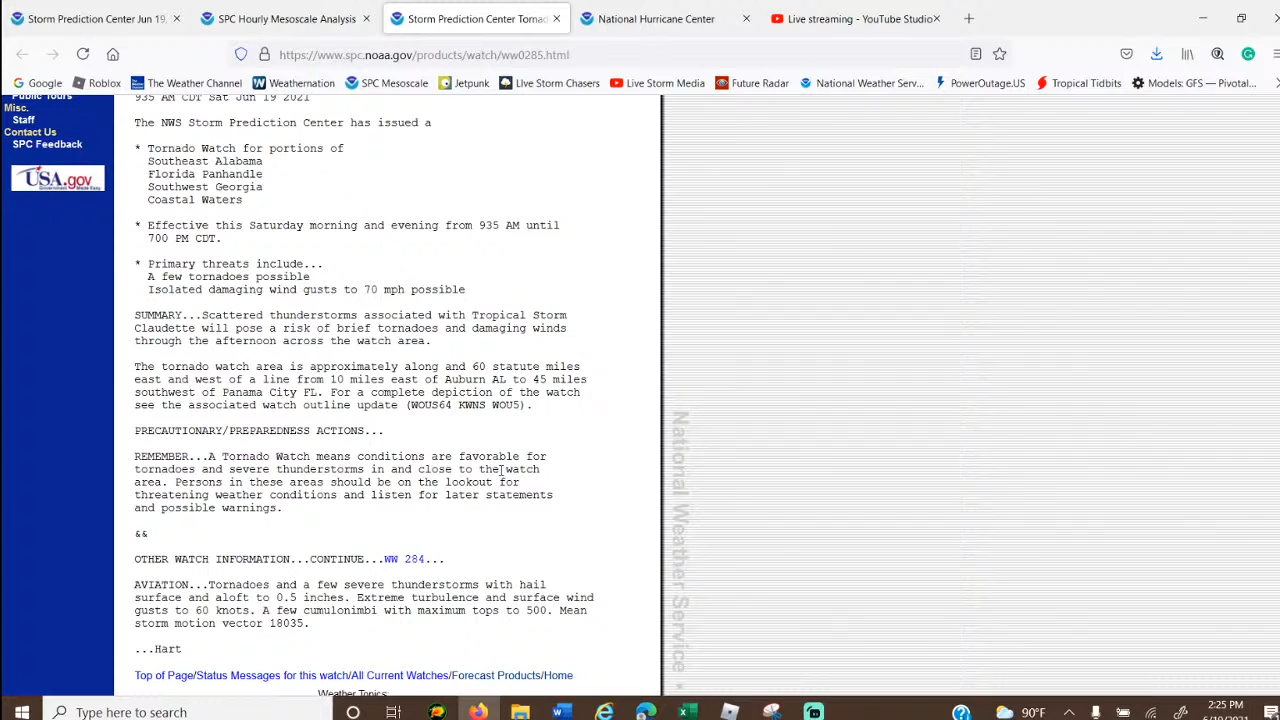 Storm Prediction Center Jun 19,
SPC Hourly Mesoscale Analysis
Storm Prediction Center Tornad
National Hurricane Center
Live streaming - YouTube Studio
https://www.spc.noaa.gov/products/watch/ww0285.html
Google
Roblox
The Weather Channel
Weathernation
SPC Mesoscale
Jetpunk
Live Storm Chasers
Live Storm Media
Future Radar
National Weather Serv...
PowerOutage.US
Tropical Tidbits
Models: GFS — Pivotal...
Public Tours
Misc.
Staff
Contact Us
SPC Feedback
USA.gov
935 AM CDT Sat Jun 19 2021
The NWS Storm Prediction Center has issued a
* Tornado Watch for portions of
Southeast Alabama
Florida Panhandle
Southwest Georgia
Coastal Waters
* Effective this Saturday morning and evening from 935 AM until
700 PM CDT.
* Primary threats include...
A few tornadoes possible
Isolated damaging wind gusts to 70 mph possible
SUMMARY...Scattered thunderstorms associated with Tropical Storm
Claudette will pose a risk of brief tornadoes and damaging winds
through the afternoon across the watch area.
The tornado watch area is approximately along and 60 statute miles
east and west of a line from 10 miles east of Auburn AL to 45 miles
southwest of Panama City FL. For a complete depiction of the watch
see the associated watch outline update (WOUS64 KWNS WOU5).
PRECAUTIONARY/PREPAREDNESS ACTIONS...
REMEMBER...A Tornado Watch means conditions are favorable for
tornadoes and severe thunderstorms in and close to the watch
area. Persons in these areas should be on the lookout for
threatening weather conditions and listen for later statements
and possible warnings.
&&
OTHER WATCH INFORMATION...CONTINUE...WW 284...
AVIATION...Tornadoes and a few severe thunderstorms with hail
surface and aloft to 0.5 inches. Extreme turbulence and surface wind
gusts to 60 knots. A few cumulonimbi with maximum tops to 500. Mean
storm motion vector 18035.
...Hart
Top of Page/Status Messages for this watch/All Current Watches/Forecast Products/Home
Weather Topics:
National Weather Service
Type here to search
90°F
2:25 PM